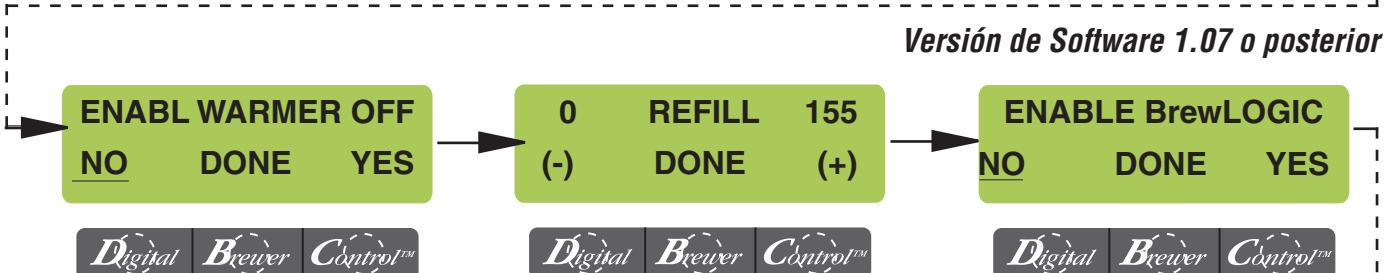 Versión de Software 1.07 o posterior
ENABL WARMER OFF
NO DONE YES
0 REFILL 155
(-) DONE (+)
ENABLE BrewLOGIC
NO DONE YES
Digital Brewer Control™
Digital Brewer Control™
Digital Brewer Control™